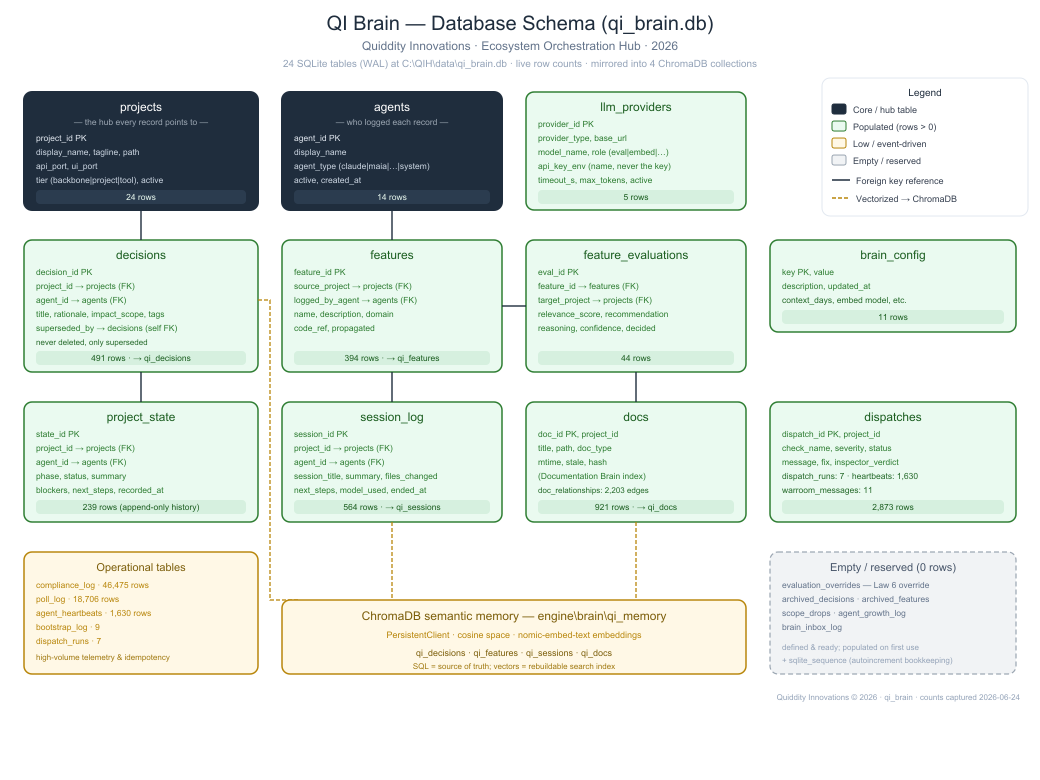 QI Brain — Database Schema (qi_brain.db)
Quiddity Innovations · Ecosystem Orchestration Hub · 2026
24 SQLite tables (WAL) at C:\QIH\data\qi_brain.db · live row counts · mirrored into 4 ChromaDB collections
projects
— the hub every record points to —
project_id PK
display_name, tagline, path
api_port, ui_port
tier (backbone|project|tool), active
24 rows
agents
— who logged each record —
agent_id PK
display_name
agent_type (claude|maia|…|system)
active, created_at
14 rows
llm_providers
provider_id PK
provider_type, base_url
model_name, role (eval|embed|…)
api_key_env (name, never the key)
timeout_s, max_tokens, active
5 rows
Legend
Core / hub table
Populated (rows > 0)
Low / event-driven
Empty / reserved
Foreign key reference
Vectorized → ChromaDB
decisions
decision_id PK
project_id → projects (FK)
agent_id → agents (FK)
title, rationale, impact_scope, tags
superseded_by → decisions (self FK)
never deleted, only superseded
491 rows · → qi_decisions
features
feature_id PK
source_project → projects (FK)
logged_by_agent → agents (FK)
name, description, domain
code_ref, propagated
394 rows · → qi_features
feature_evaluations
eval_id PK
feature_id → features (FK)
target_project → projects (FK)
relevance_score, recommendation
reasoning, confidence, decided
44 rows
brain_config
key PK, value
description, updated_at
context_days, embed model, etc.
11 rows
project_state
state_id PK
project_id → projects (FK)
agent_id → agents (FK)
phase, status, summary
blockers, next_steps, recorded_at
239 rows (append-only history)
session_log
session_id PK
project_id → projects (FK)
agent_id → agents (FK)
session_title, summary, files_changed
next_steps, model_used, ended_at
564 rows · → qi_sessions
docs
doc_id PK, project_id
title, path, doc_type
mtime, stale, hash
(Documentation Brain index)
doc_relationships: 2,203 edges
921 rows · → qi_docs
dispatches
dispatch_id PK, project_id
check_name, severity, status
message, fix, inspector_verdict
dispatch_runs: 7 · heartbeats: 1,630
warroom_messages: 11
2,873 rows
Operational tables
compliance_log · 46,475 rows
poll_log · 18,706 rows
agent_heartbeats · 1,630 rows
bootstrap_log · 9
dispatch_runs · 7
high-volume telemetry & idempotency
ChromaDB semantic memory — engine\brain\qi_memory
PersistentClient · cosine space · nomic-embed-text embeddings
qi_decisions · qi_features · qi_sessions · qi_docs
SQL = source of truth; vectors = rebuildable search index
Empty / reserved (0 rows)
evaluation_overrides — Law 6 override
archived_decisions · archived_features
scope_drops · agent_growth_log
brain_inbox_log
defined & ready; populated on first use
+ sqlite_sequence (autoincrement bookkeeping)
Quiddity Innovations © 2026 · qi_brain · counts captured 2026-06-24